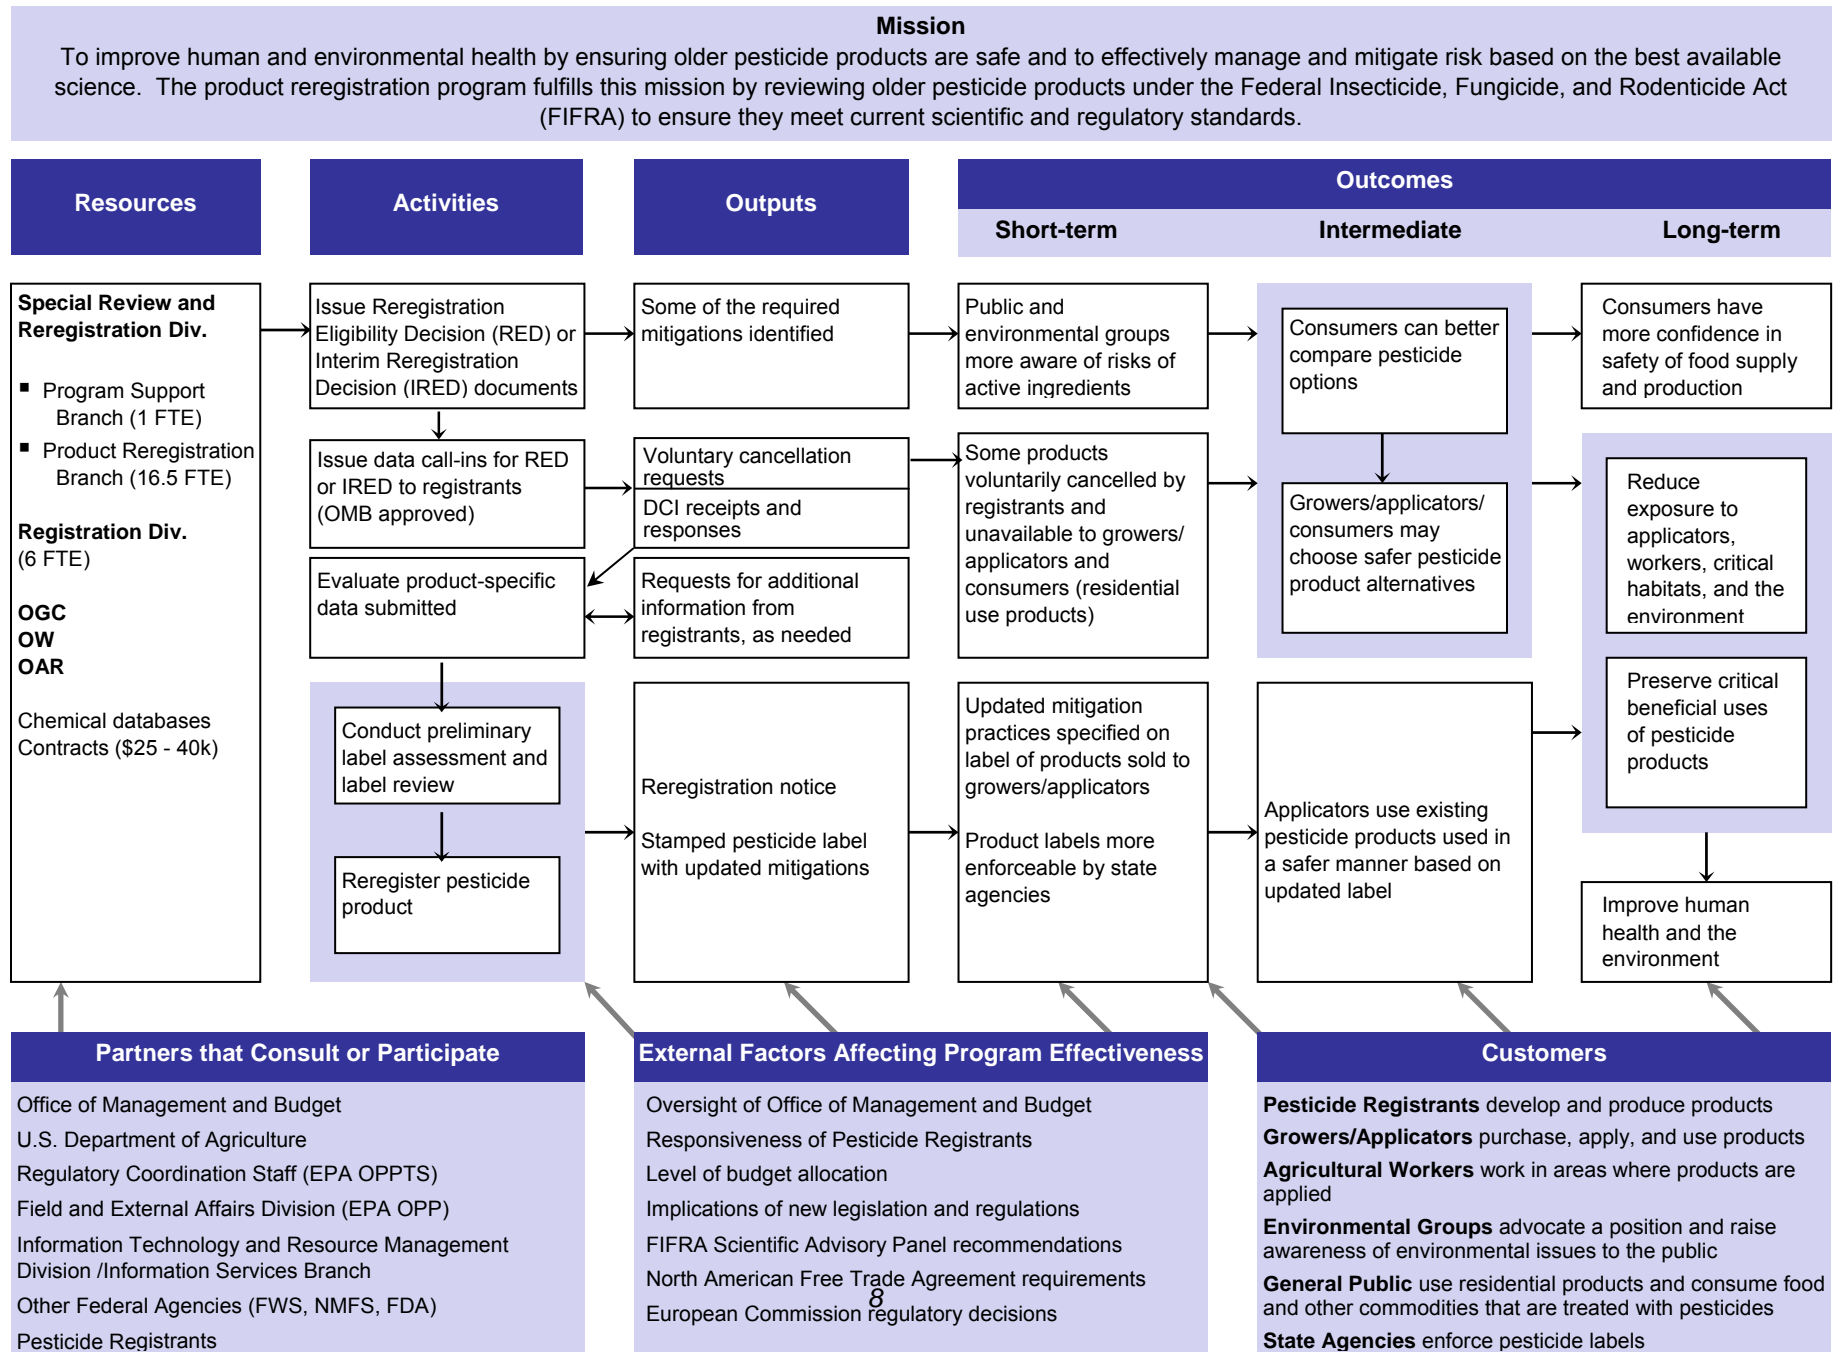 Mission
To improve human and environmental health by ensuring older pesticide products are safe and to effectively manage and mitigate risk based on the best available
science.  The product reregistration program fulfills this mission by reviewing older pesticide products under the Federal Insecticide, Fungicide, and Rodenticide Act
(FIFRA) to ensure they meet current scientific and regulatory standards.
Resources
Activities
Outputs
Outcomes
Short-term
Intermediate
Long-term
Special Review and
Reregistration Div.
▪ Program Support
Branch (1 FTE)
▪ Product Reregistration
Branch (16.5 FTE)
Registration Div.
(6 FTE)
OGC
OW
OAR
Chemical databases
Contracts ($25 - 40k)
Issue Reregistration
Eligibility Decision (RED) or
Interim Reregistration
Decision (IRED) documents
Issue data call-ins for RED
or IRED to registrants
(OMB approved)
Evaluate product-specific
data submitted
Conduct preliminary
label assessment and
label review
Reregister pesticide
product
Some of the required
mitigations identified
Voluntary cancellation
requests
DCI receipts and
responses
Requests for additional
information from
registrants, as needed
Reregistration notice
Stamped pesticide label
with updated mitigations
Public and
environmental groups
more aware of risks of
active ingredients
Some products
voluntarily cancelled by
registrants and
unavailable to growers/
applicators and
consumers (residential
use products)
Updated mitigation
practices specified on
label of products sold to
growers/applicators
Product labels more
enforceable by state
agencies
Consumers can better
compare pesticide
options
Growers/applicators/
consumers may
choose safer pesticide
product alternatives
Applicators use existing
pesticide products used in
a safer manner based on
updated label
Consumers have
more confidence in
safety of food supply
and production
Reduce
exposure to
applicators,
workers, critical
habitats, and the
environment
Preserve critical
beneficial uses
of pesticide
products
Improve human
health and the
environment
Partners that Consult or Participate
Office of Management and Budget
U.S. Department of Agriculture
Regulatory Coordination Staff (EPA OPPTS)
Field and External Affairs Division (EPA OPP)
Information Technology and Resource Management
Division /Information Services Branch
Other Federal Agencies (FWS, NMFS, FDA)
Pesticide Registrants
External Factors Affecting Program Effectiveness
Oversight of Office of Management and Budget
Responsiveness of Pesticide Registrants
Level of budget allocation
Implications of new legislation and regulations
FIFRA Scientific Advisory Panel recommendations
North American Free Trade Agreement requirements
European Commission regulatory decisions
8
Customers
Pesticide Registrants develop and produce products
Growers/Applicators purchase, apply, and use products
Agricultural Workers work in areas where products are
applied
Environmental Groups advocate a position and raise
awareness of environmental issues to the public
General Public use residential products and consume food
and other commodities that are treated with pesticides
State Agencies enforce pesticide labels